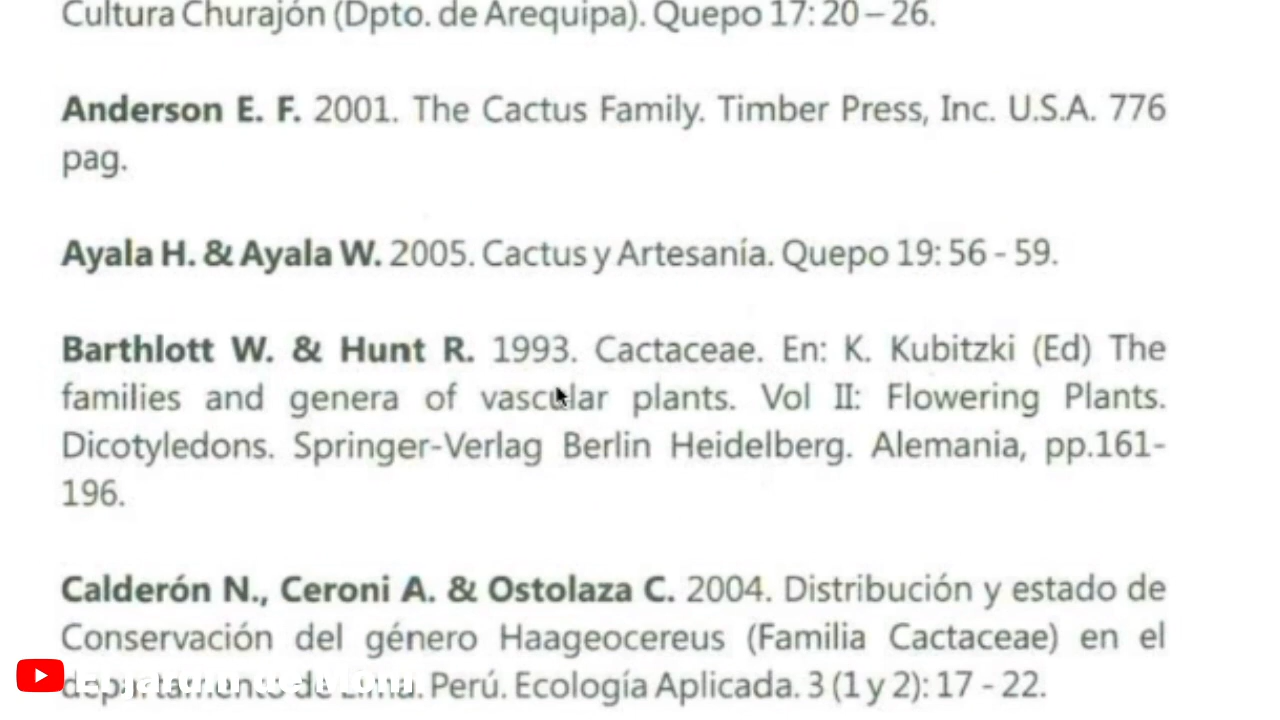 Cultura Churajón (Dpto. de Arequipa). Quepo 17: 20 – 26.
Anderson E. F. 2001. The Cactus Family. Timber Press, Inc. U.S.A. 776
pag.
Ayala H. & Ayala W. 2005. Cactus y Artesanía. Quepo 19: 56 - 59.
Barthlott W. & Hunt R. 1993. Cactaceae. En: K. Kubitzki (Ed) The
families and genera of vascular plants. Vol II: Flowering Plants.
Dicotyledons. Springer-Verlag Berlin Heidelberg. Alemania, pp.161-
196.
Calderón N., Ceroni A. & Ostolaza C. 2004. Distribución y estado de
Conservación del género Haageocereus (Familia Cactaceae) en el
departamento de Lima. Perú. Ecología Aplicada. 3 (1 y 2): 17 - 22.